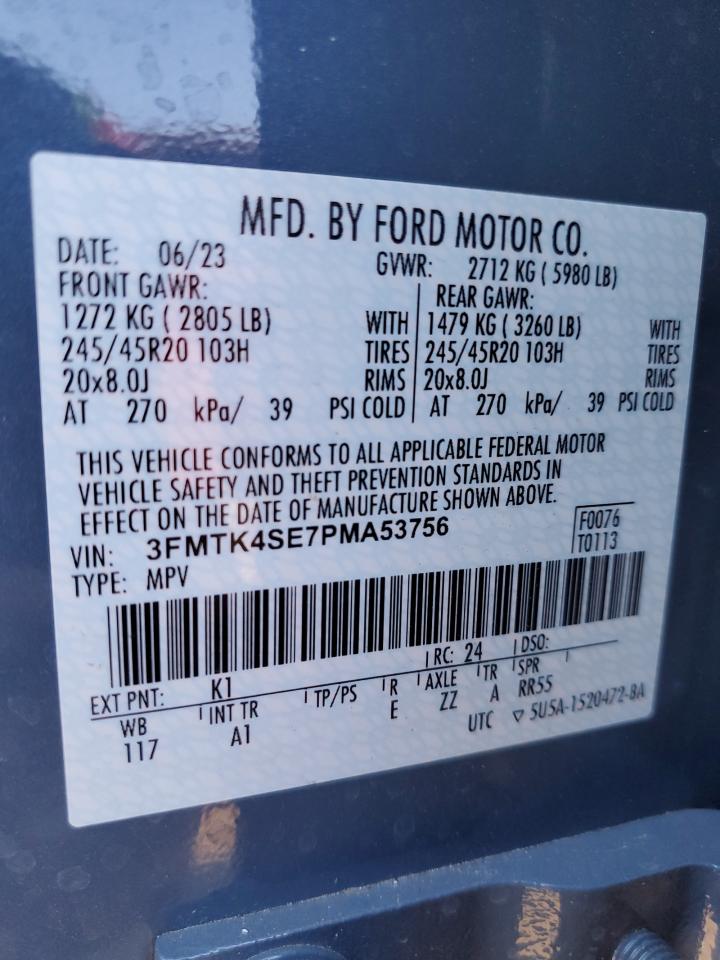 MFD. BY FORD MOTOR CO.
DATE: 06/23 GVWR: 2712 KG ( 5980 LB)
FRONT GAWR: REAR GAWR:
1272 KG ( 2805 LB) WITH 1479 KG ( 3260 LB) WITH
245/45R20 103H TIRES 245/45R20 103H TIRES
20x8.0J RIMS 20x8.0J RIMS
AT 270 kPa/ 39 PSI COLD AT 270 kPa/ 39 PSI COLD
THIS VEHICLE CONFORMS TO ALL APPLICABLE FEDERAL MOTOR
VEHICLE SAFETY AND THEFT PREVENTION STANDARDS IN
EFFECT ON THE DATE OF MANUFACTURE SHOWN ABOVE.
VIN: 3FMTK4SE7PMA53756 F0076
TYPE: MPV T0113
EXT PNT: K1 RC: 24 DSO:
WB INT TR TP/PS R AXLE TR SPR
117 A1 E ZZ A RR55
UTC ▽ 5U5A-1520472-BA